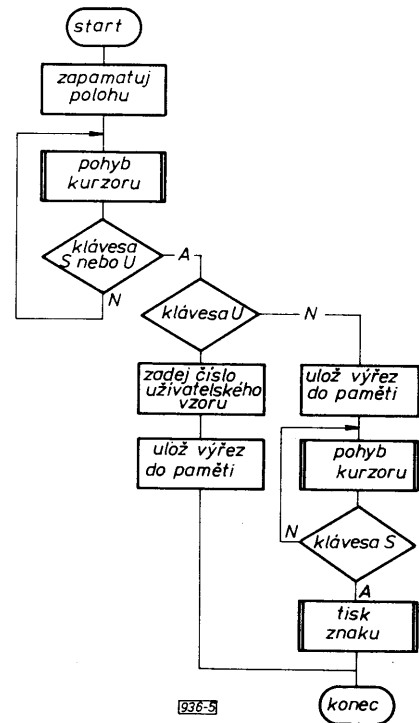 start
zapamatuj
polohu
pohyb
kurzoru
klávesa
S nebo U
A
N
klávesa U
N
zadej číslo
uživatelského
vzoru
ulož výřez
do paměti
ulož výřez
do paměti
pohyb
kurzoru
N
klávesa S
A
tisk
znaku
936-5
konec